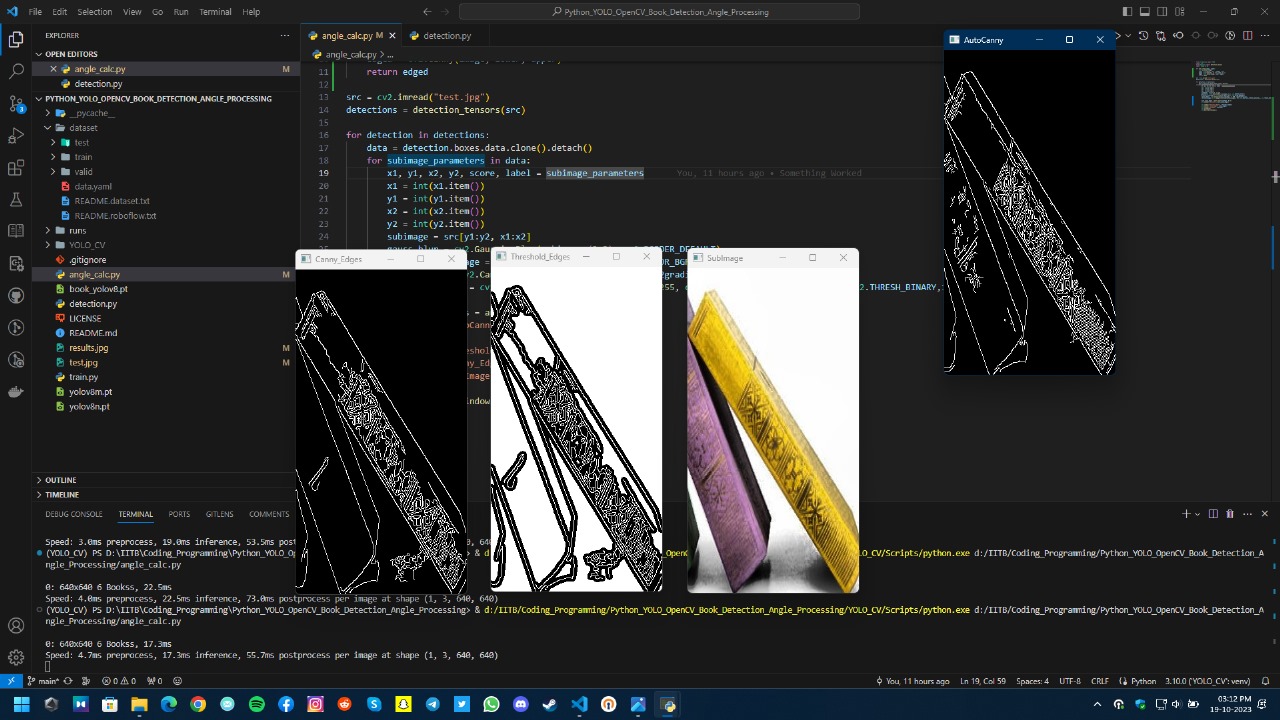 File Edit Selection View Go Run Terminal Help
Python_YOLO_OpenCV_Book_Detection_Angle_Processing
EXPLORER
OPEN EDITORS
angle_calc.py M
detection.py
PYTHON_YOLO_OPENCV_BOOK_DETECTION_ANGLE_PROCESSING
__pycache__
dataset
test
train
valid
data.yaml
README.dataset.txt
README.roboflow.txt
runs
YOLO_CV
.gitignore
angle_calc.py M
book_yolov8.pt
detection.py
LICENSE
README.md
results.jpg M
test.jpg M
train.py
yolov8m.pt
yolov8n.pt
OUTLINE
TIMELINE
angle_calc.py M
detection.py
angle_calc.py > ...
11 return edged
12
13 src = cv2.imread("test.jpg")
14 detections = detection_tensors(src)
15
16 for detection in detections:
17 data = detection.boxes.data.clone().detach()
18 for subimage_parameters in data:
19 x1, y1, x2, y2, score, label = subimage_parameters You, 11 hours ago • Something Worked
20 x1 = int(x1.item())
21 y1 = int(y1.item())
22 x2 = int(x2.item())
23 y2 = int(y2.item())
24 subimage = src[y1:y2, x1:x2]
AutoCanny
Canny_Edges
Threshold_Edges
SubImage
2.THRESH_BINARY,
DEBUG CONSOLE TERMINAL PORTS GITLENS COMMENTS
Speed: 3.0ms preprocess, 19.0ms inference, 53.5ms
(YOLO_CV) PS D:\IITB\Coding_Programming\Python_YOLO_
LO_CV/Scripts/python.exe d:/IITB/Coding_Programming/Python_YOLO_OpenCV_Book_Detection_A
ngle_Processing/angle_calc.py
0: 640x640 6 Bookss, 22.5ms
Speed: 4.0ms preprocess, 22.5ms inference, 73.0ms postprocess per image at shape (1, 3, 640, 640)
(YOLO_CV) PS D:\IITB\Coding_Programming\Python_YOLO_OpenCV_Book_Detection_Angle_Processing> & d:/IITB/Coding_Programming/Python_YOLO_OpenCV_Book_Detection_Angle_Processing/YOLO_CV/Scripts/python.exe d:/IITB/Coding_Programming/Python_YOLO_OpenCV_Book_Detection_A
ngle_Processing/angle_calc.py
0: 640x640 6 Bookss, 17.3ms
Speed: 4.7ms preprocess, 17.3ms inference, 55.7ms postprocess per image at shape (1, 3, 640, 640)
main* 0 0 0 You, 11 hours ago Ln 19, Col 59 Spaces: 4 UTF-8 CRLF Python 3.10.0 ('YOLO_CV': venv)
03:12 PM
19-10-2023